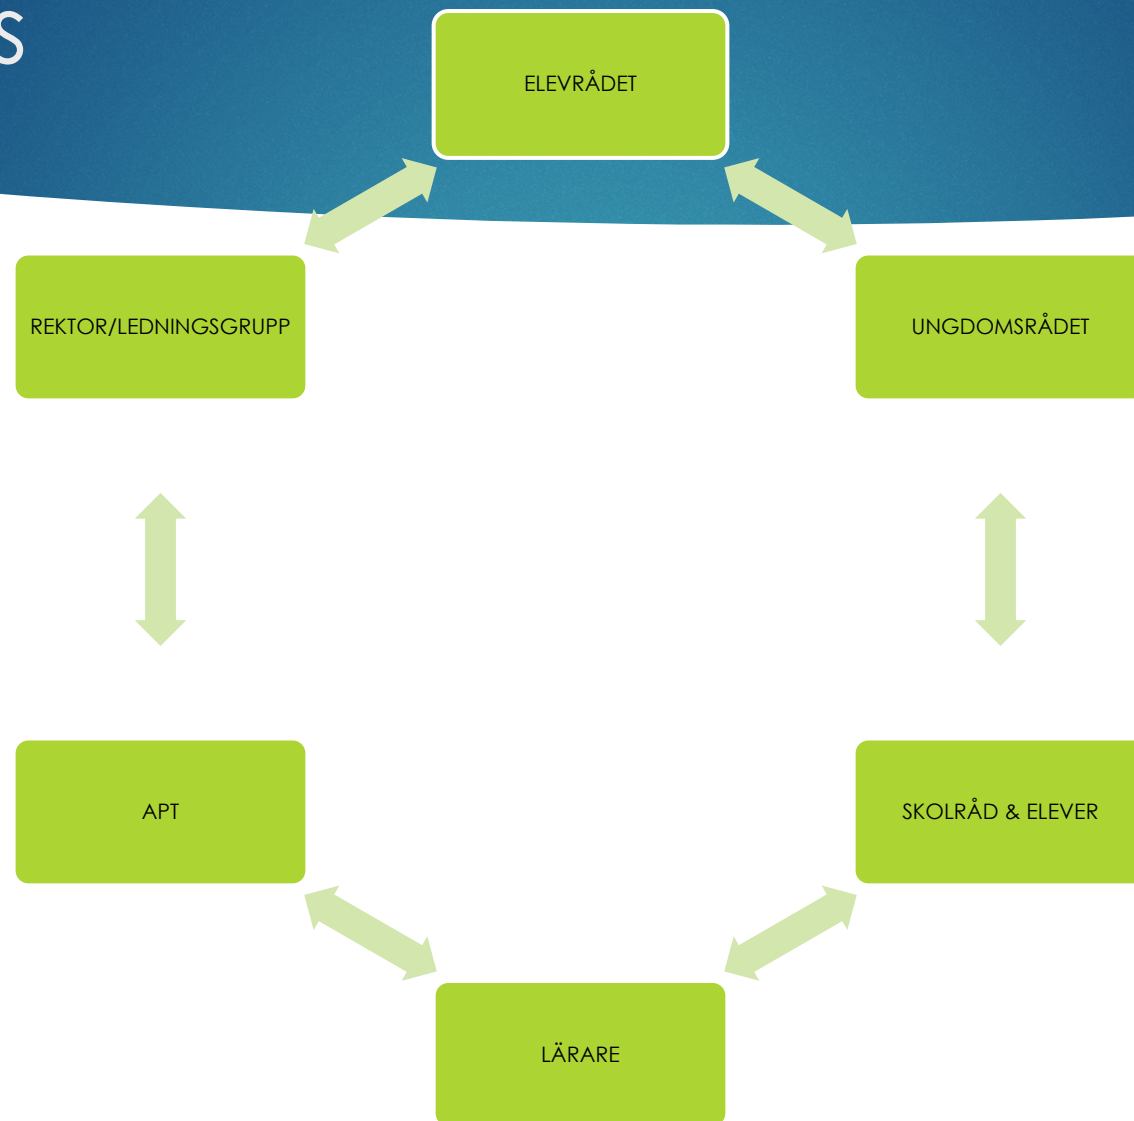 S
ELEVRÅDET
REKTOR/LEDNINGSGRUPP
UNGDOMSRÅDET
APT
SKOLRÅD & ELEVER
LÄRARE